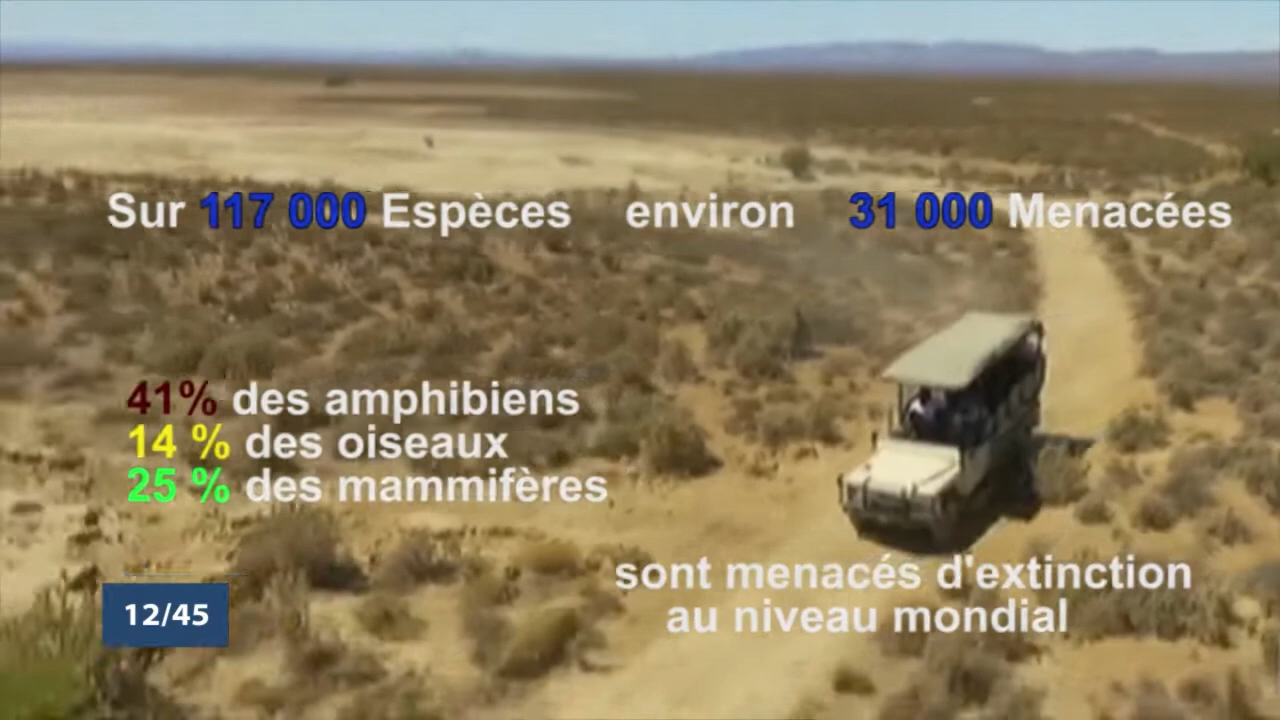 Sur 117 000 Espèces environ 31 000 Menacées
41% des amphibiens
14 % des oiseaux
25 % des mammifères
sont menacés d'extinction
au niveau mondial
12/45